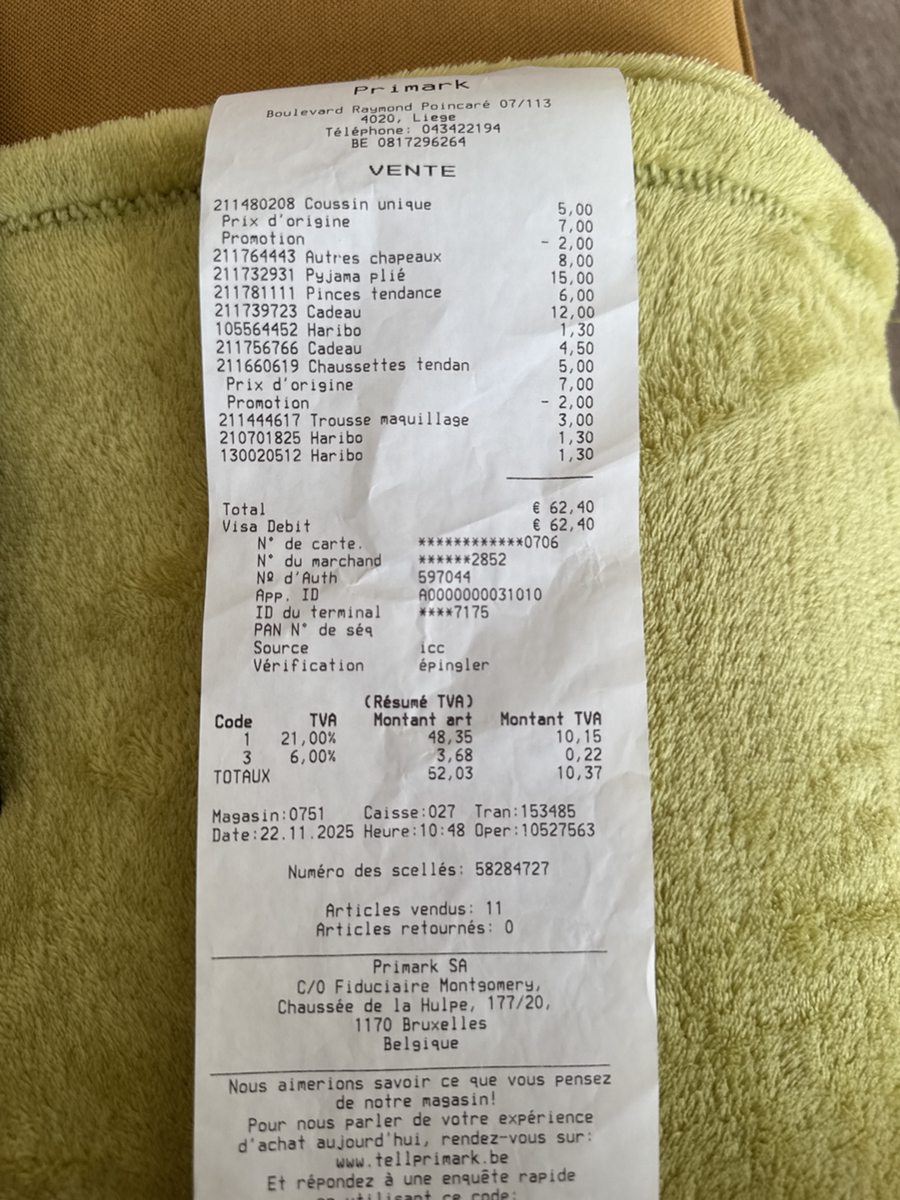 Primark
Boulevard Raymond Poincaré 07/113
4020, Liege
Téléphone: 043422194
BE 0817296264
VENTE
211480208 Coussin unique 5,00
Prix d'origine 7,00
Promotion - 2,00
211764443 Autres chapeaux 8,00
211732931 Pyjama plié 15,00
211781111 Pinces tendance 6,00
211739723 Cadeau 12,00
105564452 Haribo 1,30
211756766 Cadeau 4,50
211660619 Chaussettes tendan 5,00
Prix d'origine 7,00
Promotion - 2,00
211444617 Trousse maquillage 3,00
210701825 Haribo 1,30
130020512 Haribo 1,30
Total € 62,40
Visa Debit € 62,40
N° de carte. ************0706
N° du marchand ******2852
Nº d'Auth 597044
App. ID A0000000031010
ID du terminal ****7175
PAN N° de séq
Source icc
Vérification épingler
(Résumé TVA)
Code TVA Montant art Montant TVA
1 21,00% 48,35 10,15
3 6,00% 3,68 0,22
TOTAUX 52,03 10,37
Magasin:0751 Caisse:027 Tran:153485
Date:22.11.2025 Heure:10:48 Oper:10527563
Numéro des scellés: 58284727
Articles vendus: 11
Articles retournés: 0
Primark SA
C/O Fiduciaire Montgomery,
Chaussée de la Hulpe, 177/20,
1170 Bruxelles
Belgique
Nous aimerions savoir ce que vous pensez
de notre magasin!
Pour nous parler de votre expérience
d'achat aujourd'hui, rendez-vous sur:
www.tellprimark.be
Et répondez à une enquête rapide
en utilisant ce code: